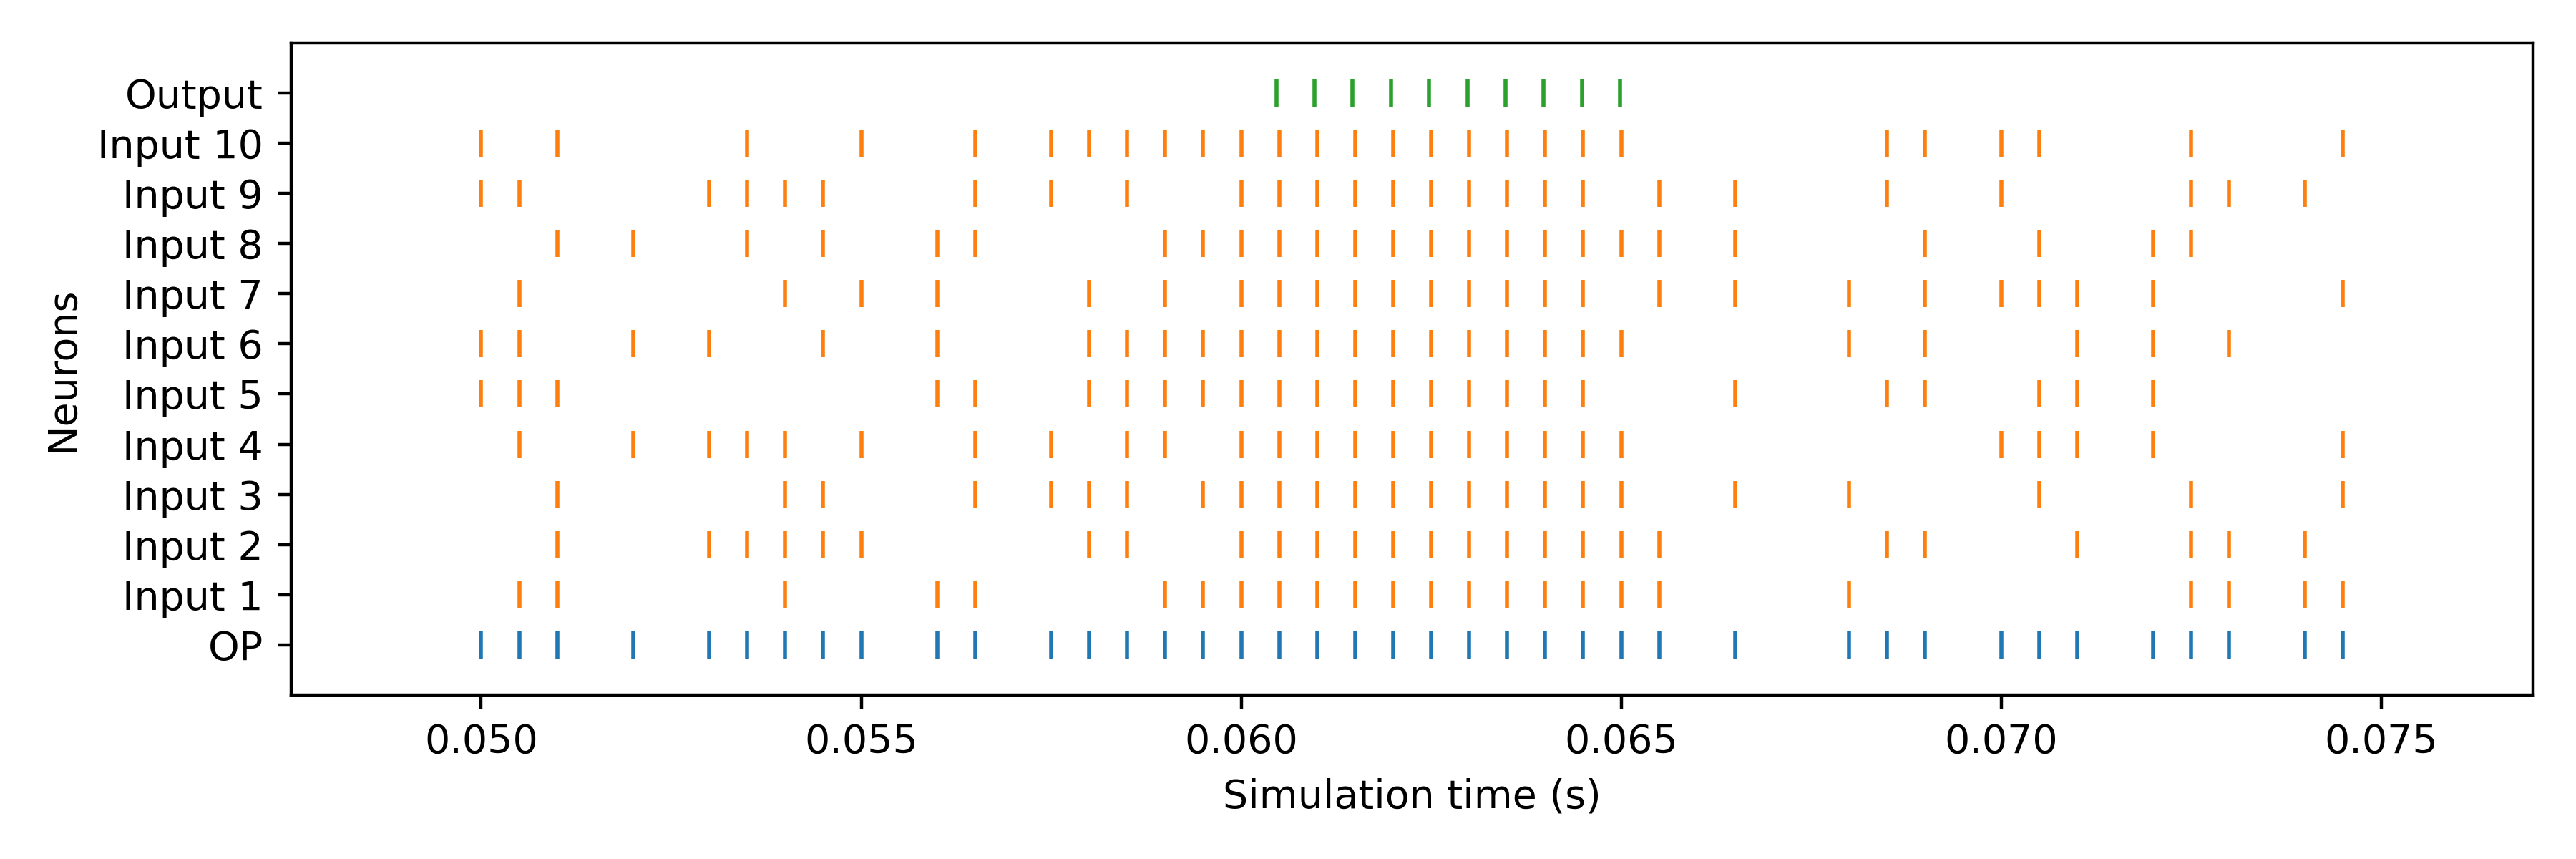 Output
Input 10
Input 9
Input 8
Input 7
Input 6
Input 5
Input 4
Input 3
Input 2
Input 1
OP
Neurons
0.050 0.055 0.060 0.065 0.070 0.075
Simulation time (s)